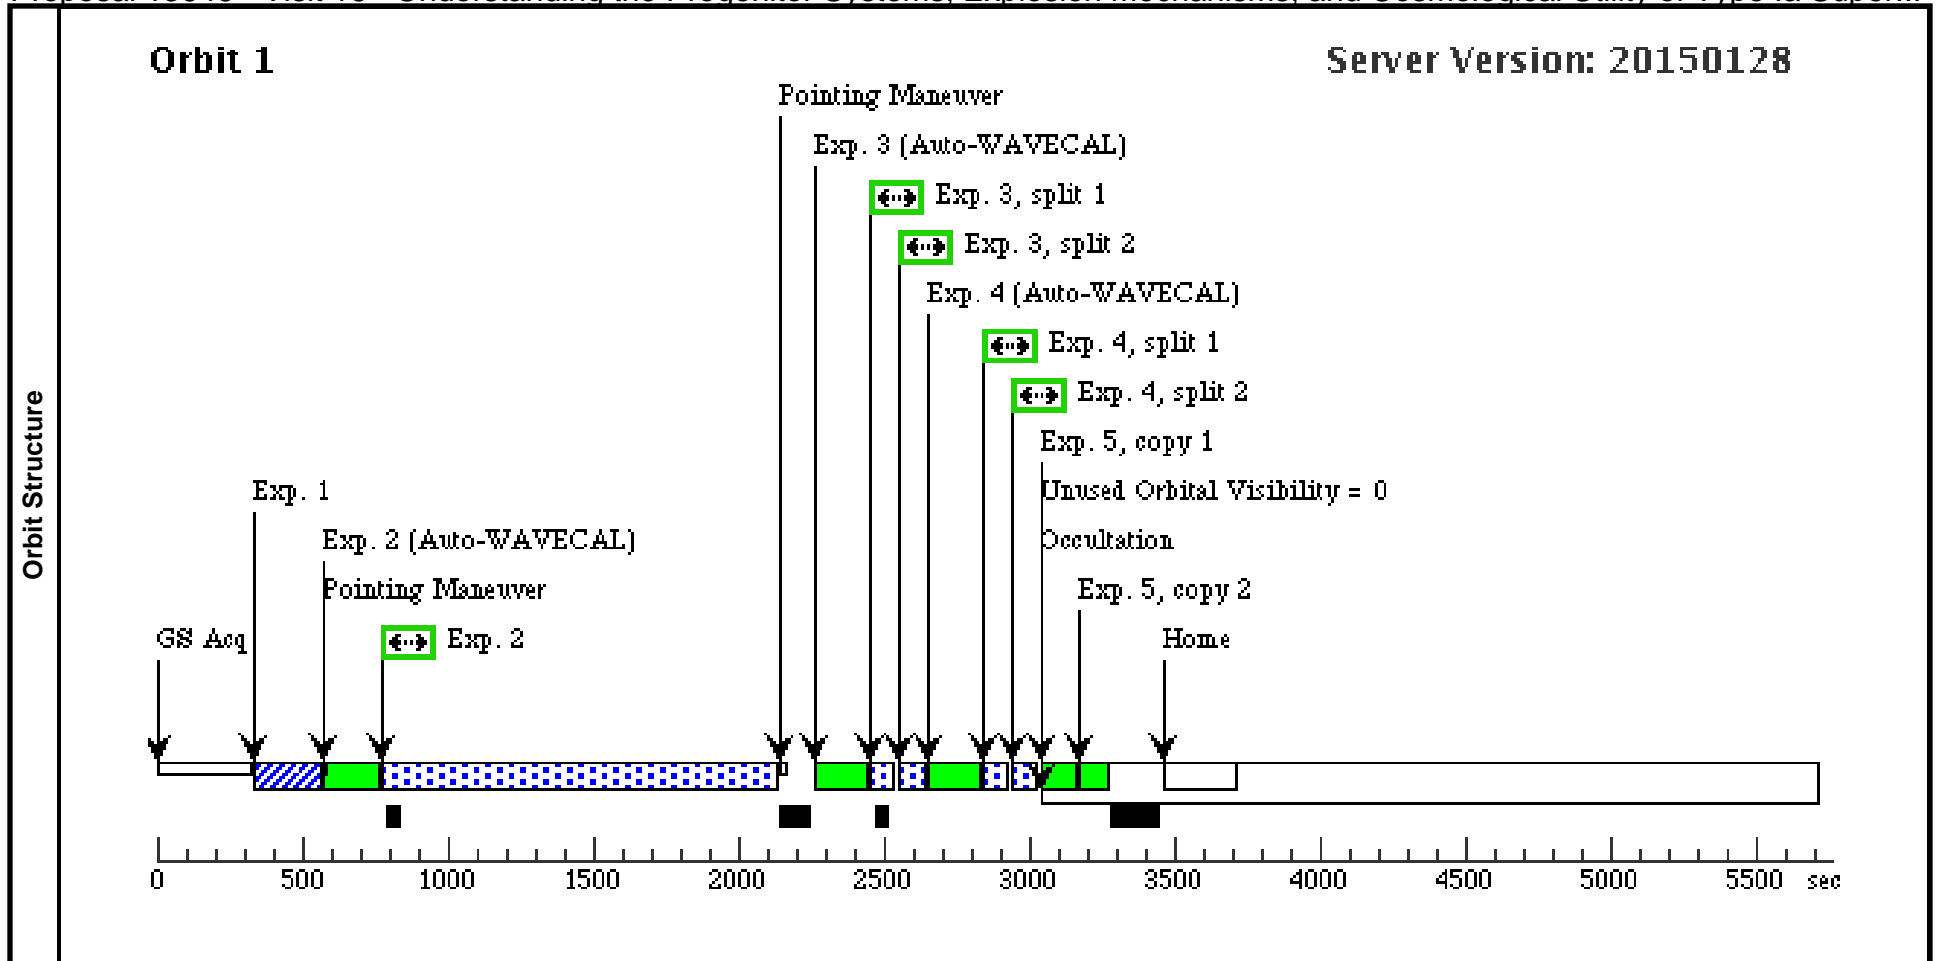 Orbit 1
Server Version: 20150128
Pointing Maneuver
Exp. 3 (Auto-WAVECAL)
Exp. 3, split 1
Exp. 3, split 2
Exp. 4 (Auto-WAVECAL)
Exp. 4, split 1
Exp. 4, split 2
Exp. 5, copy 1
Exp. 1
Unused Orbital Visibility = 0
Exp. 2 (Auto-WAVECAL)
Occultation
Pointing Maneuver
Exp. 5, copy 2
GS Acq
Exp. 2
Home
Orbit Structure
0 500 1000 1500 2000 2500 3000 3500 4000 4500 5000 5500 sec